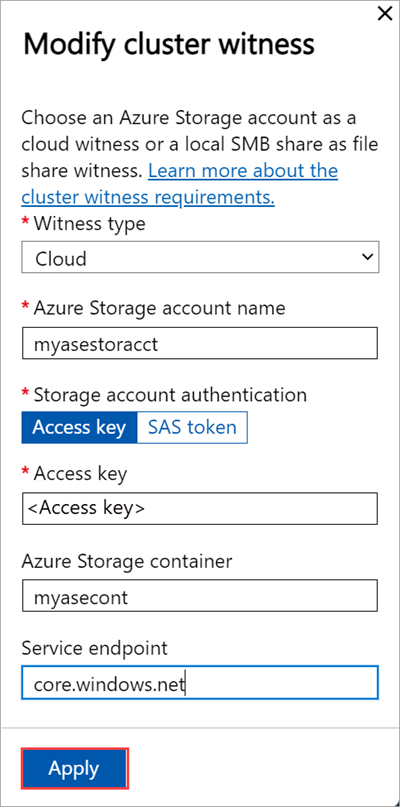 Modify cluster witness
Choose an Azure Storage account as a
cloud witness or a local SMB share as file
share witness. Learn more about the
cluster witness requirements.
* Witness type
Cloud
* Azure Storage account name
myasestoracct
* Storage account authentication
Access key SAS token
* Access key
<Access key>
Azure Storage container
myasecont
Service endpoint
core.windows.net
Apply